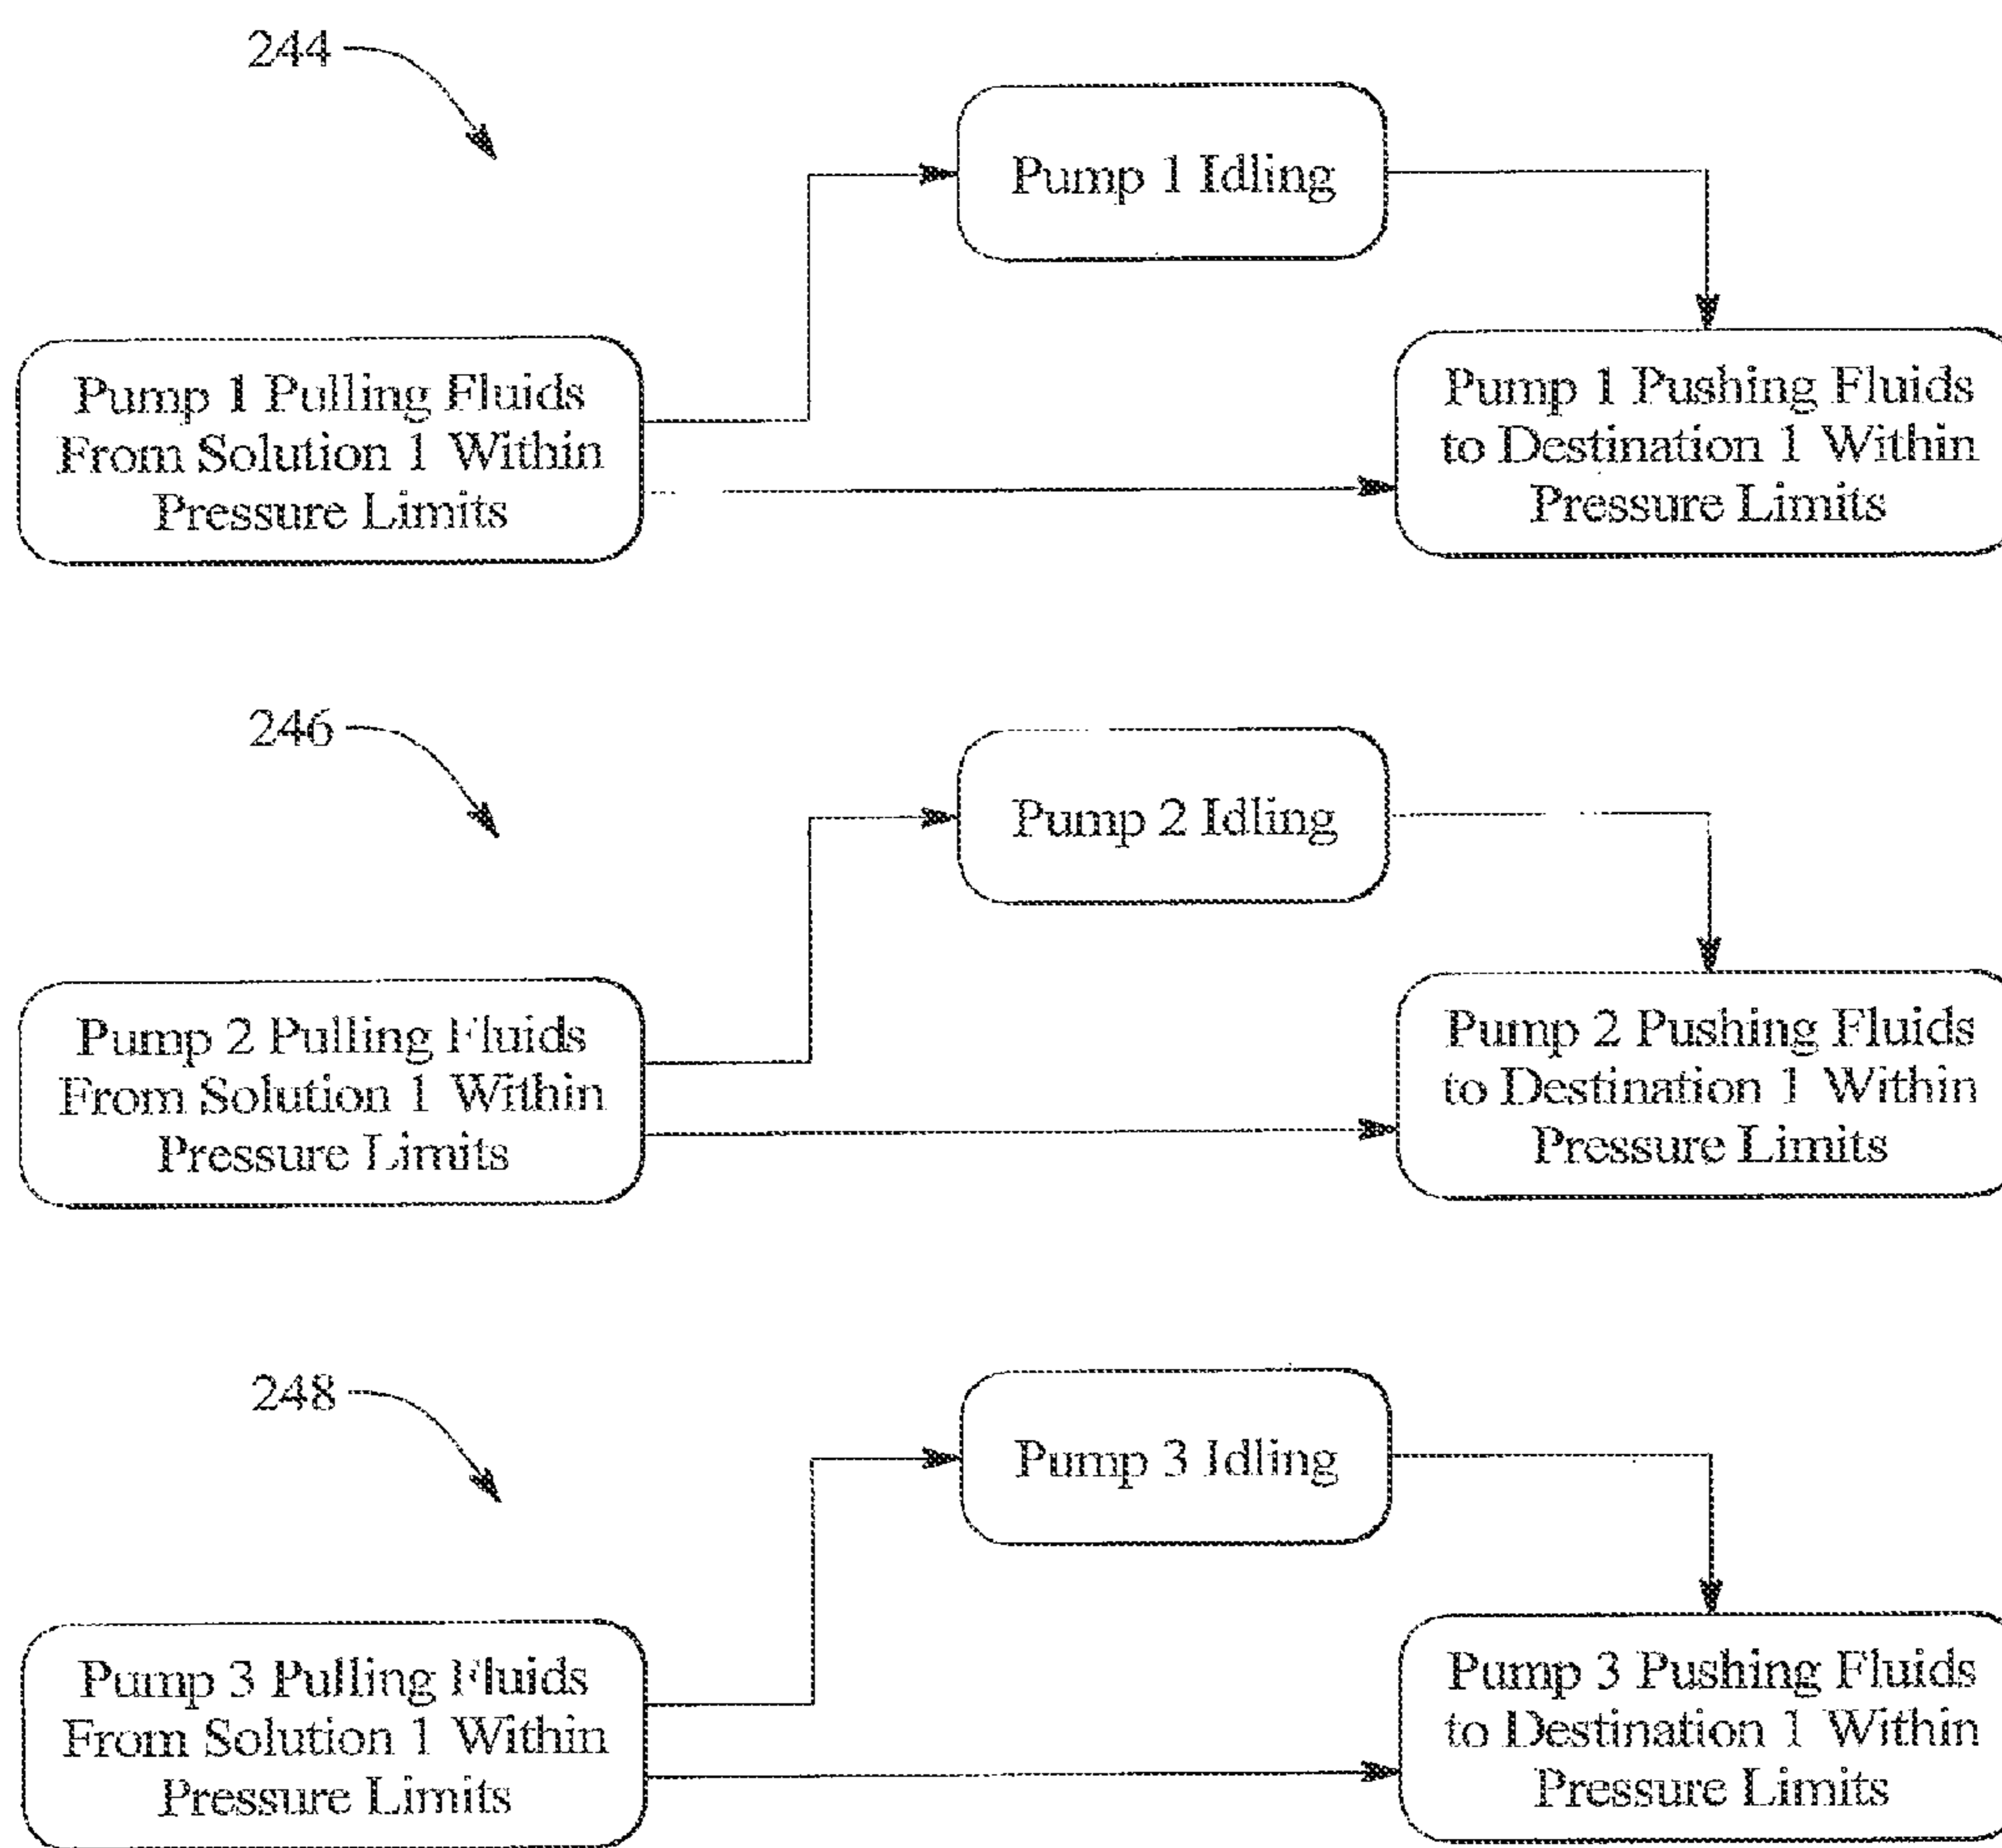 244
Pump 1 Idling
Pump 1 Pulling Fluids
From Solution 1 Within
Pressure Limits
Pump 1 Pushing Fluids
to Destination 1 Within
Pressure Limits
246
Pump 2 Idling
Pump 2 Pulling Fluids
From Solution 1 Within
Pressure Limits
Pump 2 Pushing Fluids
to Destination 1 Within
Pressure Limits
248
Pump 3 Idling
Pump 3 Pulling Fluids
From Solution 1 Within
Pressure Limits
Pump 3 Pushing Fluids
to Destination 1 Within
Pressure Limits